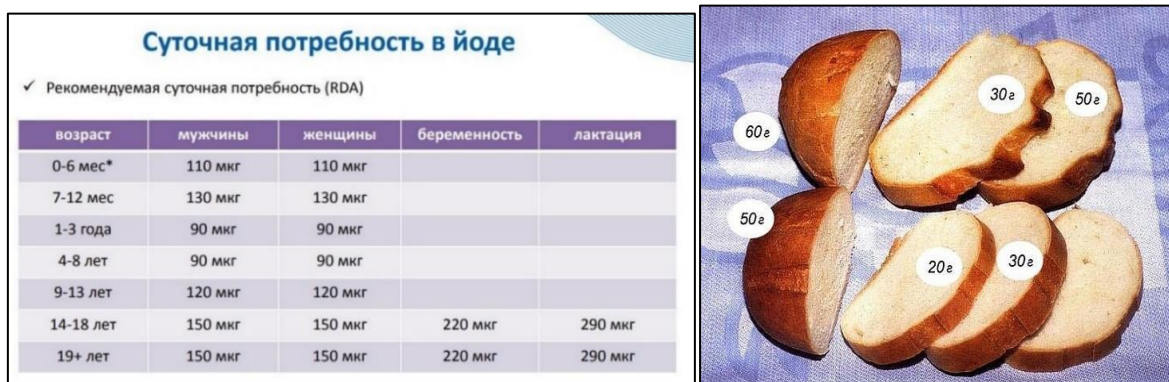 Суточная потребность в йоде
✓ Рекомендуемая суточная потребность (RDA)
возраст мужчины женщины беременность лактация
0-6 мес* 110 мкг 110 мкг
7-12 мес 130 мкг 130 мкг
1-3 года 90 мкг 90 мкг
4-8 лет 90 мкг 90 мкг
9-13 лет 120 мкг 120 мкг
14-18 лет 150 мкг 150 мкг 220 мкг 290 мкг
19+ лет 150 мкг 150 мкг 220 мкг 290 мкг
60г
30г
50г
50г
20г
30г